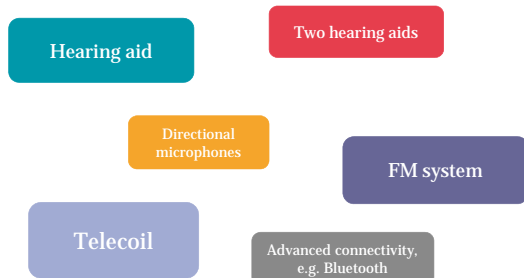 Hearing aid
Two hearing aids
Directional
microphones
FM system
Telecoil
Advanced connectivity,
e.g. Bluetooth